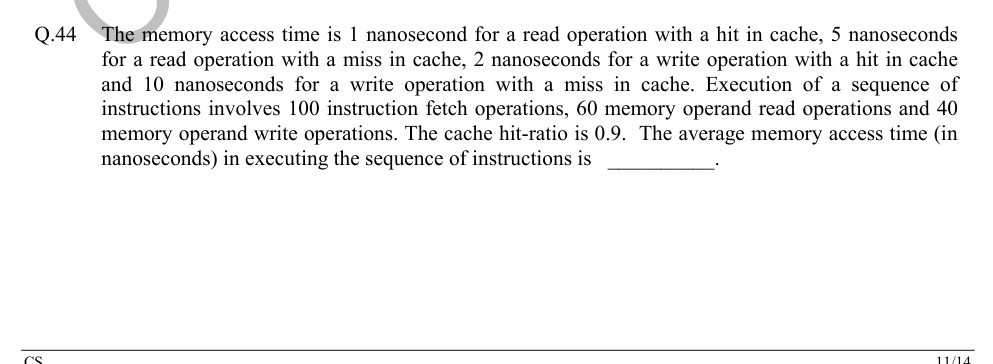 Q.44 The memory access time is 1 nanosecond for a read operation with a hit in cache, 5 nanoseconds
for a read operation with a miss in cache, 2 nanoseconds for a write operation with a hit in cache
and 10 nanoseconds for a write operation with a miss in cache. Execution of a sequence of
instructions involves 100 instruction fetch operations, 60 memory operand read operations and 40
memory operand write operations. The cache hit-ratio is 0.9. The average memory access time (in
nanoseconds) in executing the sequence of instructions is __________.
CS 11/14